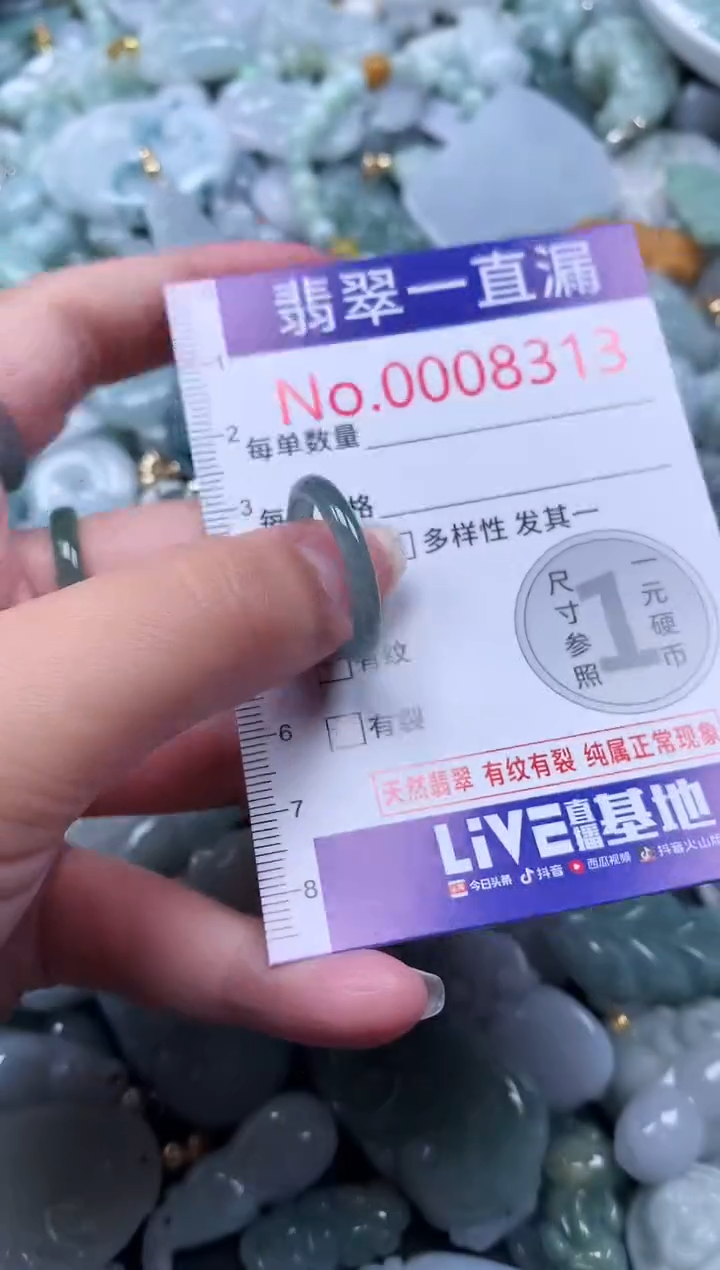 翡翠一直漏
1
No.0008313
2
每单数量
3
每 格
多样性 发其一
尺寸参照
1
一元硬币
有纹
6
有裂
天然翡翠 有纹有裂 纯属正常现象
7
LiVE直播基地
8
今日头条 抖音 西瓜视频 抖音火山版